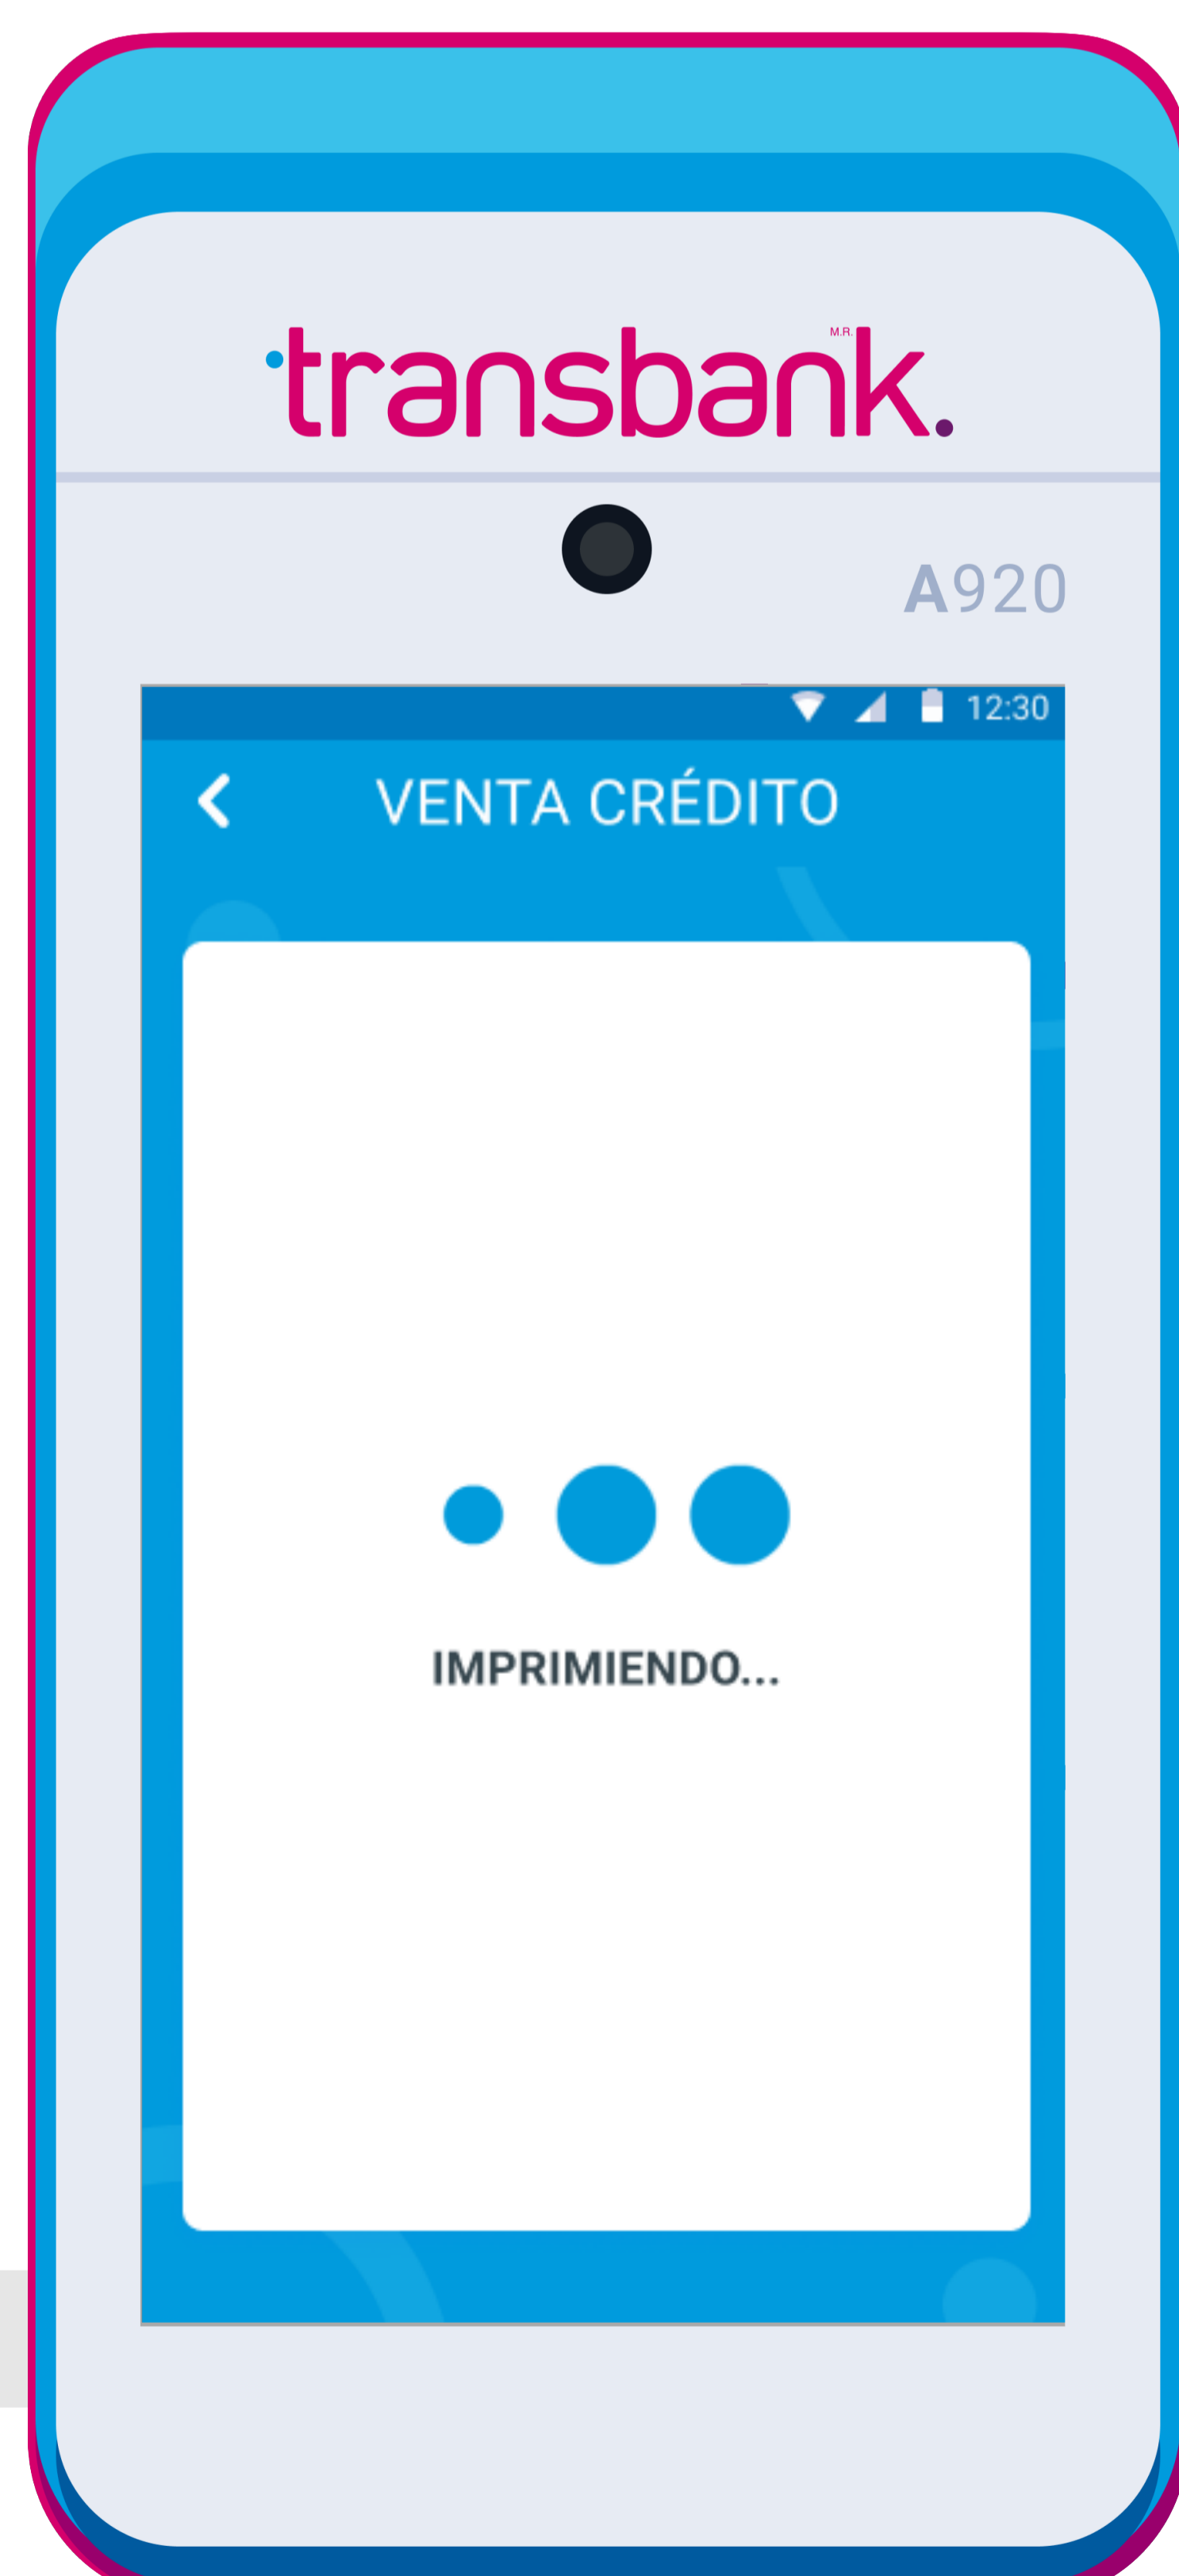 transbank.
M.R.
A920
12:30
VENTA CRÉDITO
IMPRIMIENDO...